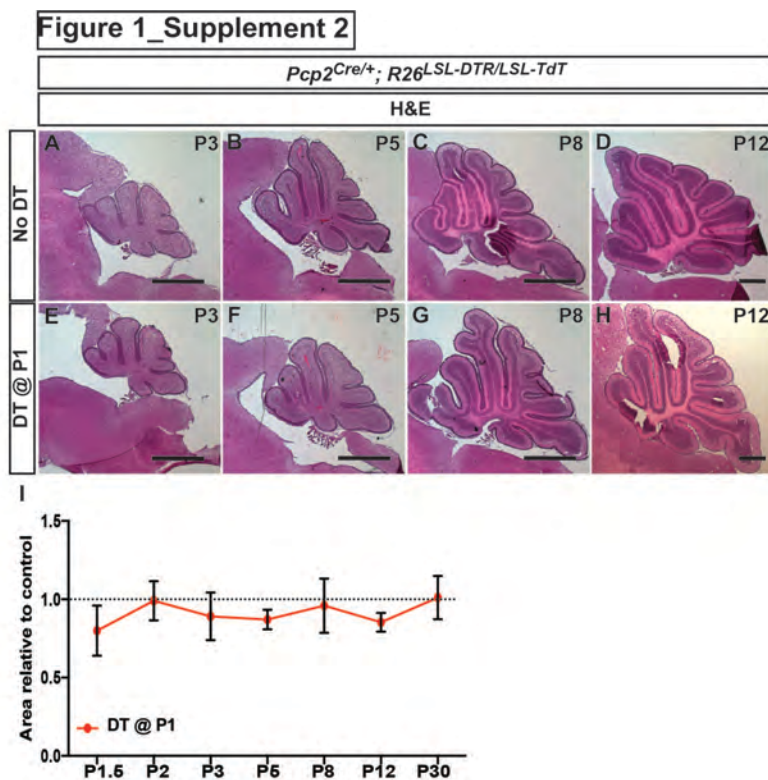 Figure 1_Supplement 2
Pcp2Cre/+; R26LSL-DTR/LSL-TdT
H&E
No DT
A P3
B P5
C P8
D P12
DT @ P1
E P3
F P5
G P8
H P12
I
Area relative to control
1.5
1.0
0.5
0.0
DT @ P1
P1.5 P2 P3 P5 P8 P12 P30